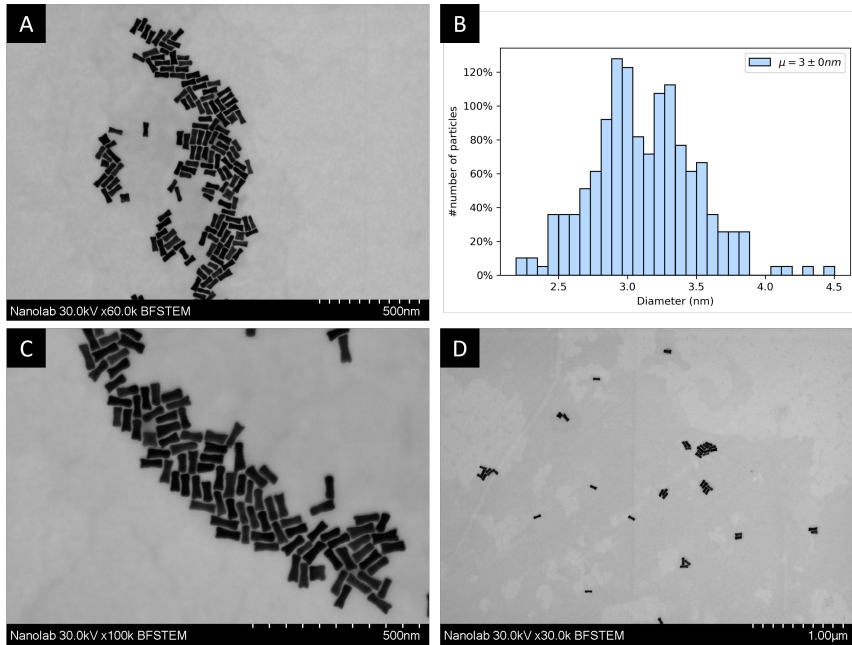 A
Nanolab 30.0kV x60.0k BFSTEM 500nm
B
μ = 3 ± 0nm
120%
100%
80%
60%
40%
20%
0%
#number of particles
2.5 3.0 3.5 4.0 4.5
Diameter (nm)
C
Nanolab 30.0kV x100k BFSTEM 500nm
D
Nanolab 30.0kV x30.0k BFSTEM 1.00μm